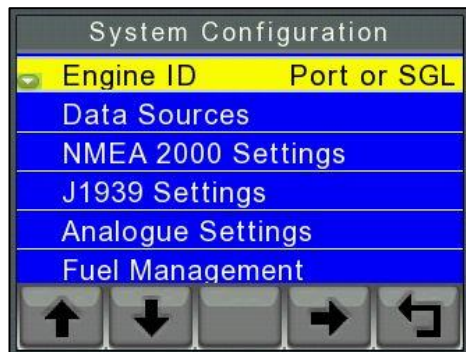 System Configuration
Engine ID Port or SGL
Data Sources
NMEA 2000 Settings
J1939 Settings
Analogue Settings
Fuel Management